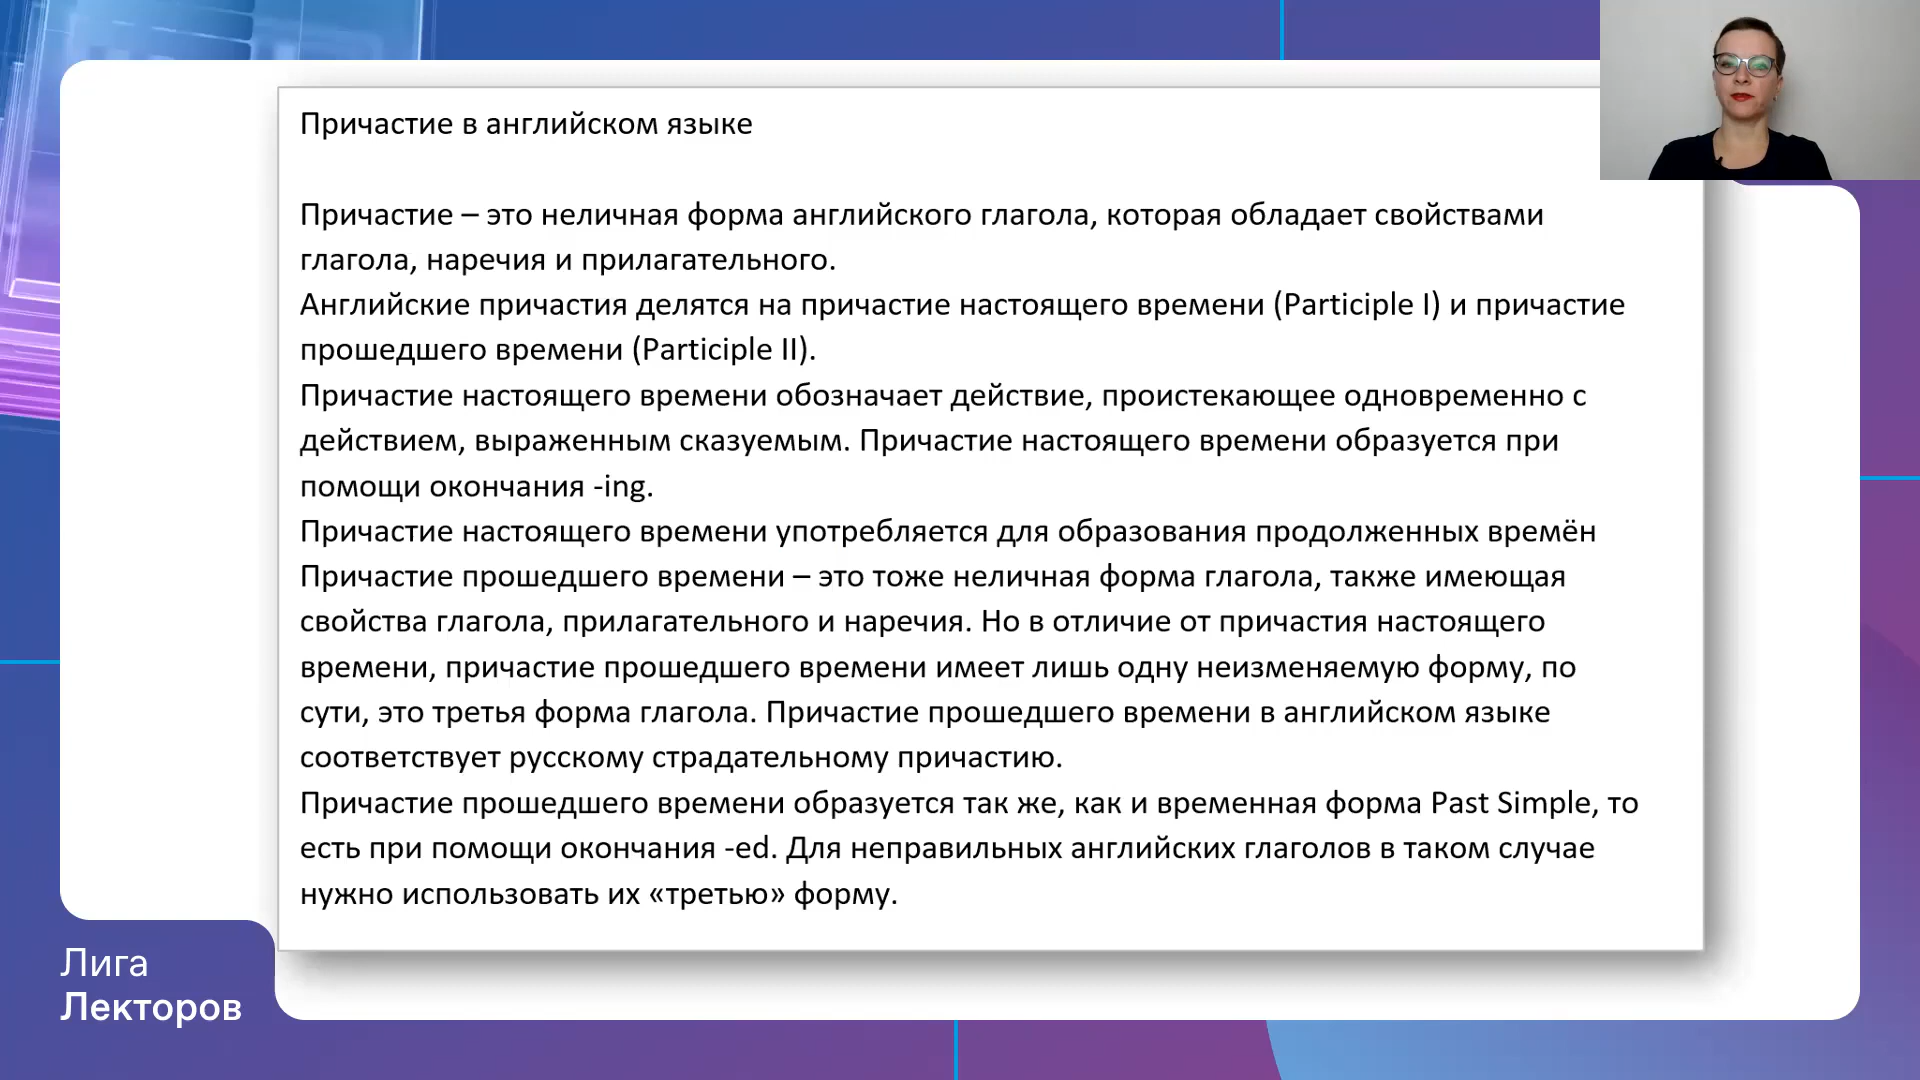 Причастие в английском языке
Причастие – это неличная форма английского глагола, которая обладает свойствами
глагола, наречия и прилагательного.
Английские причастия делятся на причастие настоящего времени (Participle I) и причастие
прошедшего времени (Participle II).
Причастие настоящего времени обозначает действие, проистекающее одновременно с
действием, выраженным сказуемым. Причастие настоящего времени образуется при
помощи окончания -ing.
Причастие настоящего времени употребляется для образования продолженных времён
Причастие прошедшего времени – это тоже неличная форма глагола, также имеющая
свойства глагола, прилагательного и наречия. Но в отличие от причастия настоящего
времени, причастие прошедшего времени имеет лишь одну неизменяемую форму, по
сути, это третья форма глагола. Причастие прошедшего времени в английском языке
соответствует русскому страдательному причастию.
Причастие прошедшего времени образуется так же, как и временная форма Past Simple, то
есть при помощи окончания -ed. Для неправильных английских глаголов в таком случае
нужно использовать их «третью» форму.
Лига
Лекторов